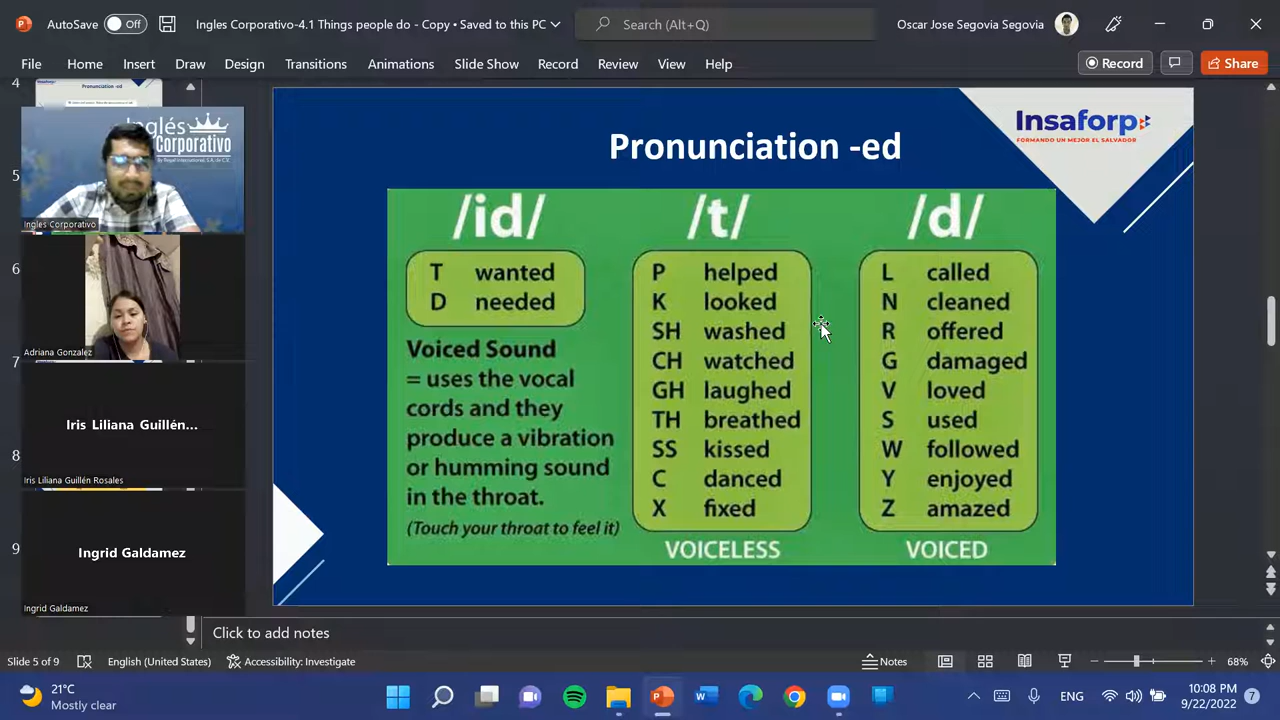 AutoSave Off Ingles Corporativo-4.1 Things people do - Copy • Saved to this PC Search (Alt+Q) Oscar Jose Segovia Segovia
File Home Insert Draw Design Transitions Animations Slide Show Record Review View Help Record Share
4
Pronunciation -ed
5
6
7
8
9
Inglés
Corporativo
Ingles Corporativo
Adriana Gonzalez
Iris Liliana Guillén...
Iris Liliana Guillén Rosales
Ingrid Galdamez
Ingrid Galdamez
Insaforp
FORMANDO UN MEJOR EL SALVADOR
Pronunciation -ed
/id/
T wanted
D needed
Voiced Sound
= uses the vocal
cords and they
produce a vibration
or humming sound
in the throat.
(Touch your throat to feel it)
/t/
P helped
K looked
SH washed
CH watched
GH laughed
TH breathed
SS kissed
C danced
X fixed
VOICELESS
/d/
L called
N cleaned
R offered
G damaged
V loved
S used
W followed
Y enjoyed
Z amazed
VOICED
Click to add notes
Slide 5 of 9 English (United States) Accessibility: Investigate Notes 68%
21°C
Mostly clear
ENG
10:08 PM
9/22/2022
7